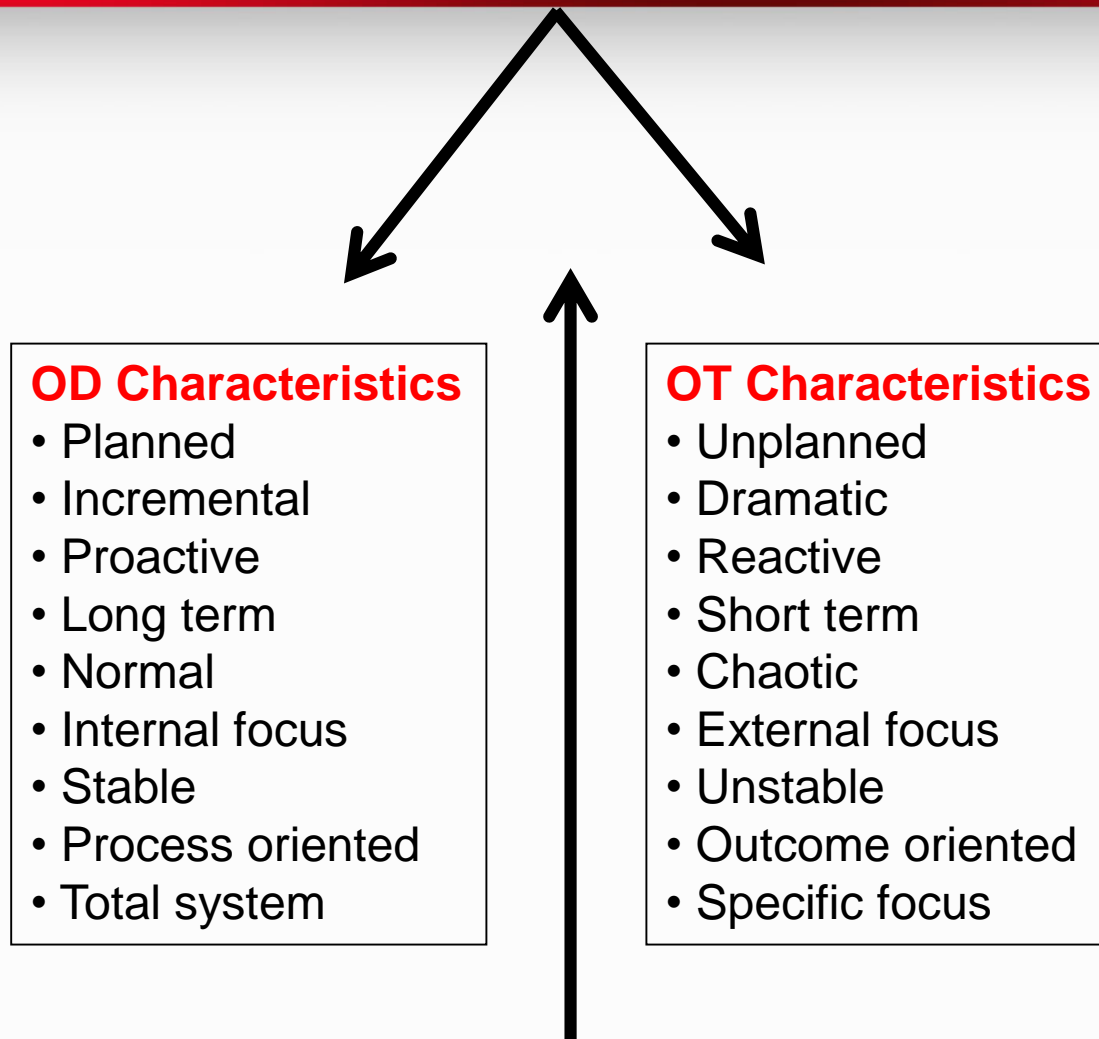 OD Characteristics
• Planned
• Incremental
• Proactive
• Long term
• Normal
• Internal focus
• Stable
• Process oriented
• Total system
OT Characteristics
• Unplanned
• Dramatic
• Reactive
• Short term
• Chaotic
• External focus
• Unstable
• Outcome oriented
• Specific focus